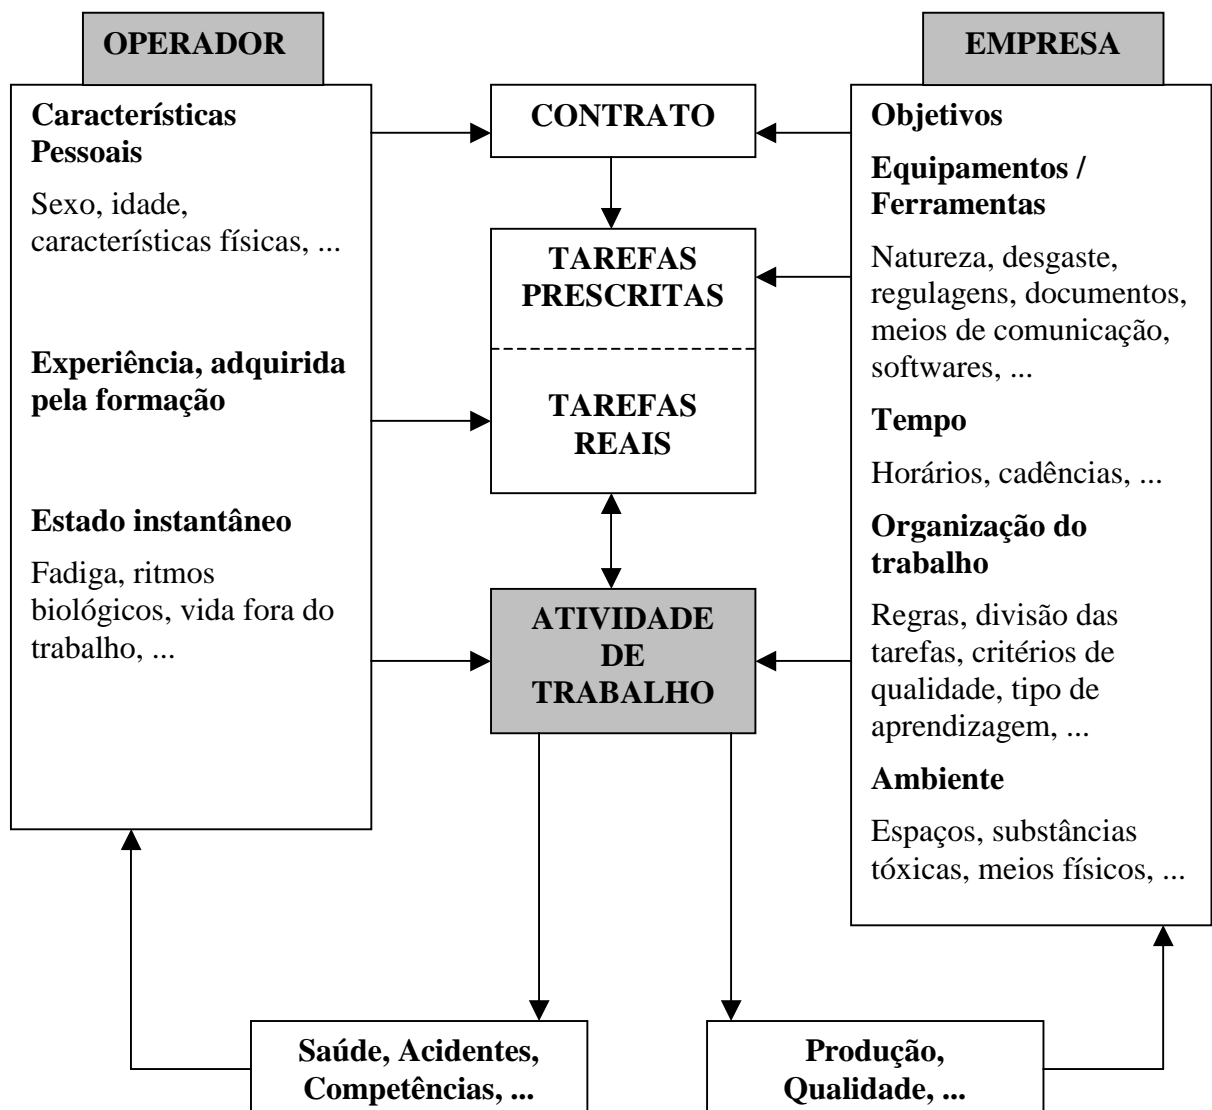 OPERADOR
Características
Pessoais
Sexo, idade,
características físicas, ...
Experiência, adquirida
pela formação
Estado instantâneo
Fadiga, ritmos
biológicos, vida fora do
trabalho, ...
CONTRATO
TAREFAS
PRESCRITAS
TAREFAS
REAIS
ATIVIDADE
DE
TRABALHO
EMPRESA
Objetivos
Equipamentos /
Ferramentas
Natureza, desgaste,
regulagens, documentos,
meios de comunicação,
softwares, ...
Tempo
Horários, cadências, ...
Organização do
trabalho
Regras, divisão das
tarefas, critérios de
qualidade, tipo de
aprendizagem, ...
Ambiente
Espaços, substâncias
tóxicas, meios físicos, ...
Saúde, Acidentes,
Competências, ...
Produção,
Qualidade, ...